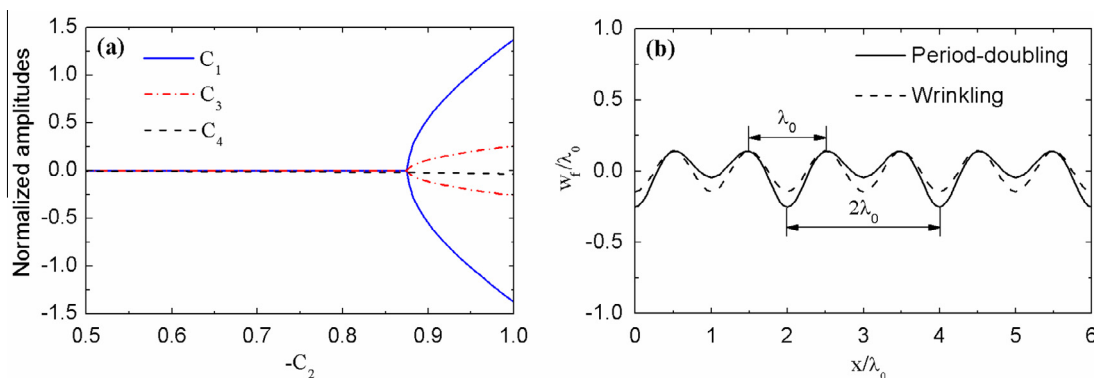 (a)
C1
C3
C4
Normalized amplitudes
1.5
1.0
0.5
0.0
-0.5
-1.0
-1.5
0.5 0.6 0.7 0.8 0.9 1.0
-C2
(b)
Period-doubling
Wrinkling
λ0
2λ0
wf/λ0
1.0
0.5
0.0
-0.5
-1.0
0 1 2 3 4 5 6
x/λ0